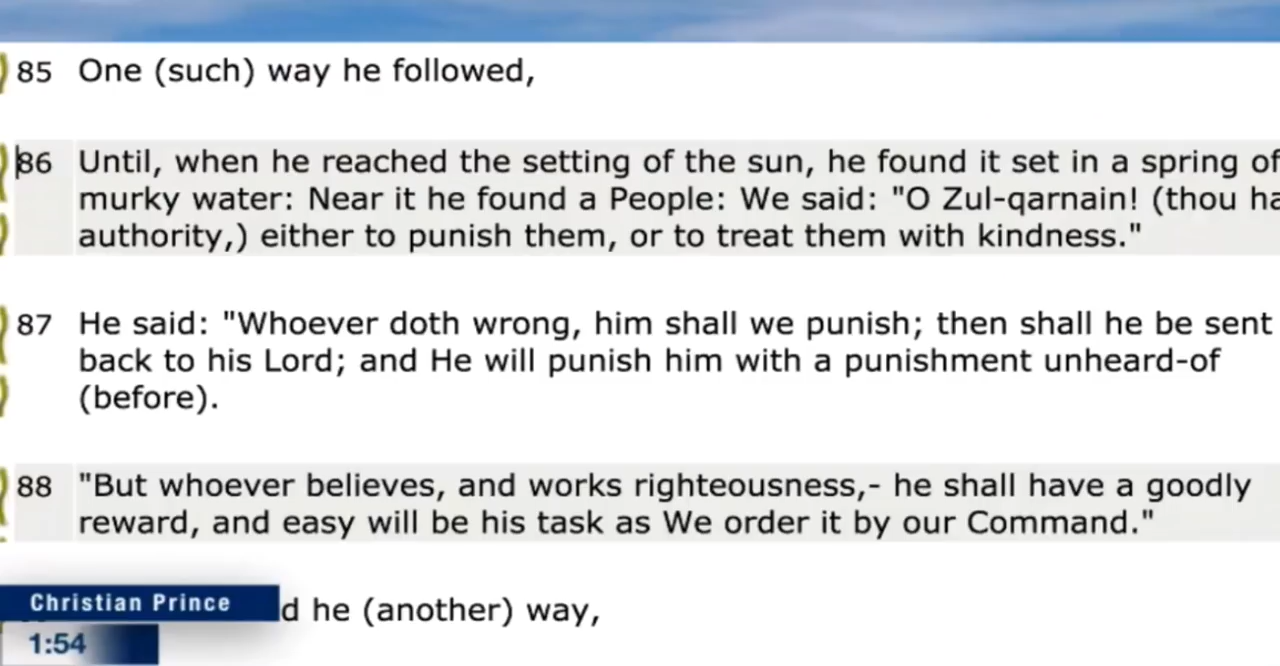 85 One (such) way he followed,
86 Until, when he reached the setting of the sun, he found it set in a spring of
murky water: Near it he found a People: We said: "O Zul-qarnain! (thou ha
authority,) either to punish them, or to treat them with kindness."
87 He said: "Whoever doth wrong, him shall we punish; then shall he be sent
back to his Lord; and He will punish him with a punishment unheard-of
(before).
88 "But whoever believes, and works righteousness,- he shall have a goodly
reward, and easy will be his task as We order it by our Command."
d he (another) way,
Christian Prince
1:54